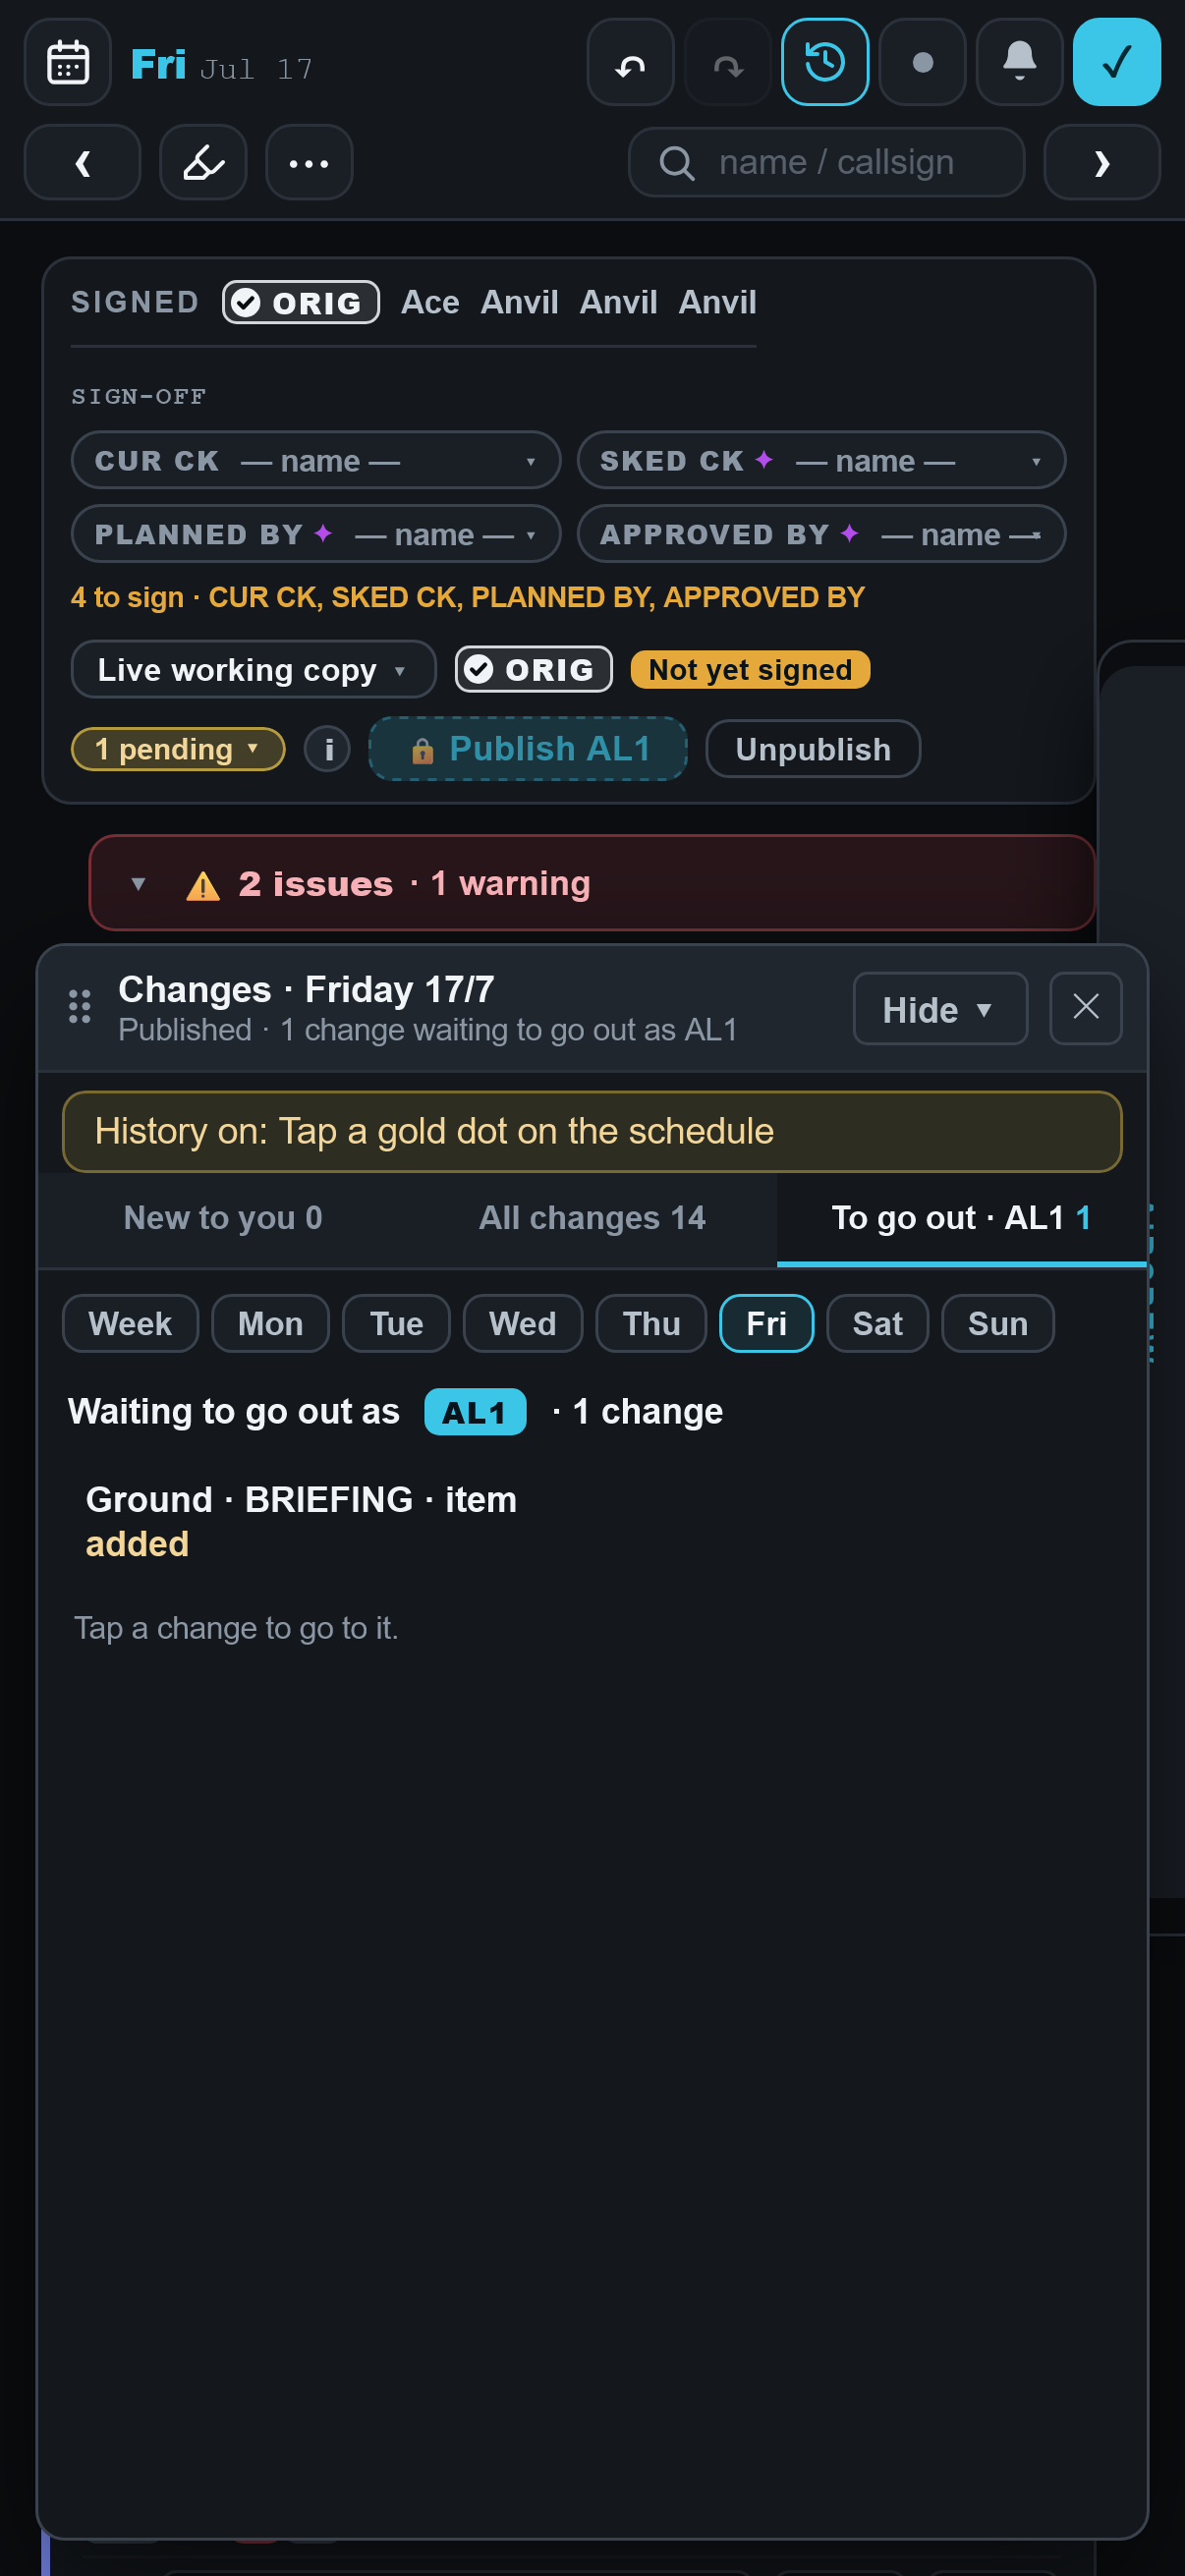 Fri Jul 17
name / callsign
SIGNED ORIG Ace Anvil Anvil Anvil
SIGN-OFF
CUR CK — name —
SKED CK — name —
PLANNED BY — name —
APPROVED BY — name —
4 to sign · CUR CK, SKED CK, PLANNED BY, APPROVED BY
Live working copy ORIG Not yet signed
1 pending i Publish AL1 Unpublish
2 issues · 1 warning
Changes · Friday 17/7
Published · 1 change waiting to go out as AL1
Hide
History on: Tap a gold dot on the schedule
New to you 0 All changes 14 To go out · AL1 1
Week Mon Tue Wed Thu Fri Sat Sun
Waiting to go out as AL1 · 1 change
Ground · BRIEFING · item
added
Tap a change to go to it.